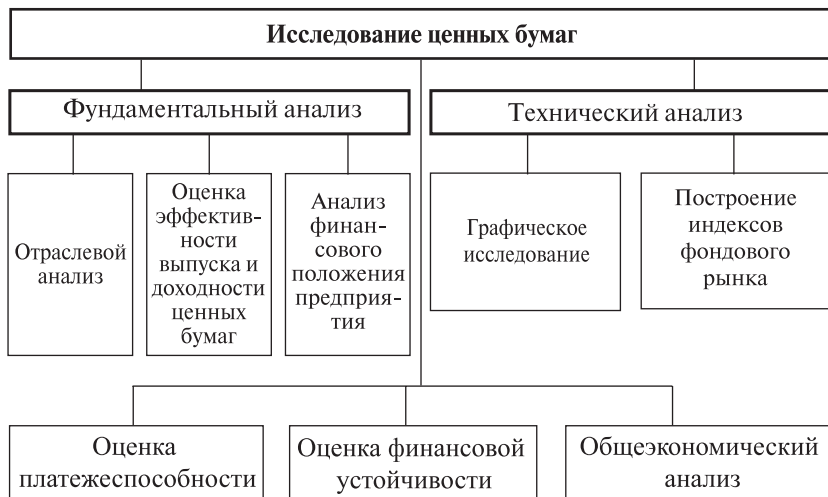 Исследование ценных бумаг
Фундаментальный анализ
Технический анализ
Отраслевой
анализ
Оценка
эффектив-
ности
выпуска и
доходности
ценных
бумаг
Анализ
финан-
сового
положения
предприя-
тия
Графическое
исследование
Построение
индексов
фондового
рынка
Оценка
платежеспособности
Оценка финансовой
устойчивости
Общеэкономический
анализ